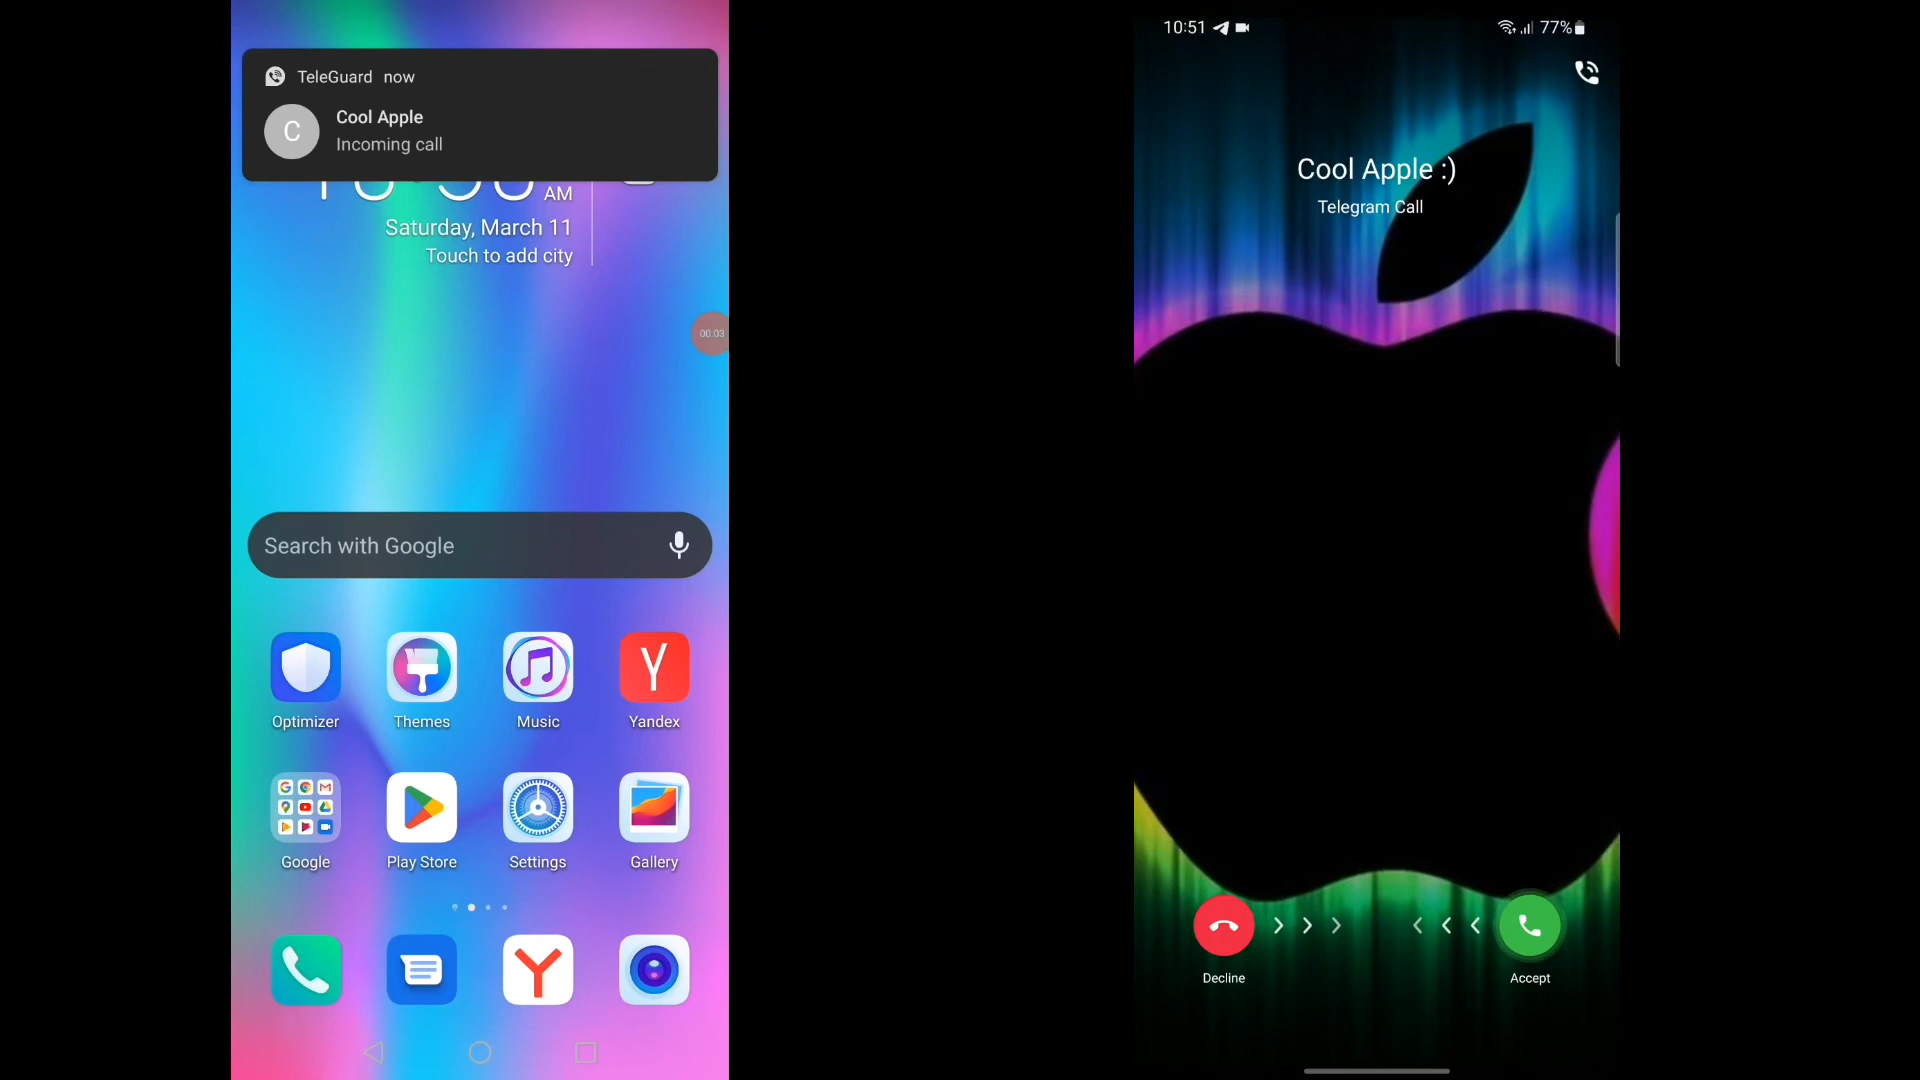 TeleGuard now
C
Cool Apple
Incoming call
AM
Saturday, March 11
Touch to add city
00:03
Search with Google
Optimizer
Themes
Music
Yandex
Google
Play Store
Settings
Gallery
10:51
77%
Cool Apple :)
Telegram Call
Decline
Accept